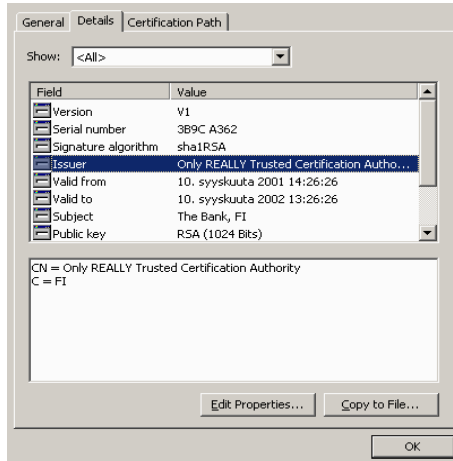 General Details Certification Path
Show: <All>
Field Value
Version V1
Serial number 3B9C A362
Signature algorithm sha1RSA
Issuer Only REALLY Trusted Certification Autho...
Valid from 10. syyskuuta 2001 14:26:26
Valid to 10. syyskuuta 2002 13:26:26
Subject The Bank, FI
Public key RSA (1024 Bits)
CN = Only REALLY Trusted Certification Authority
C = FI
Edit Properties... Copy to File...
OK